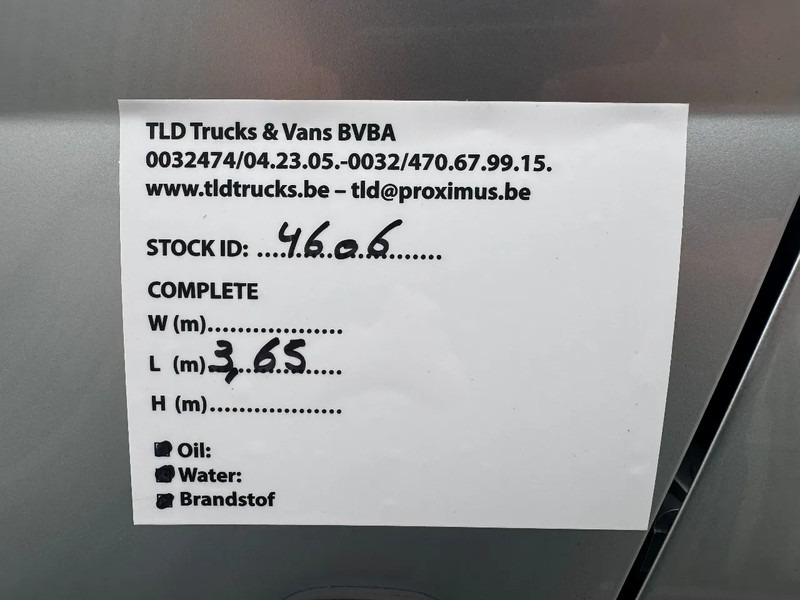 TLD Trucks & Vans BVBA
0032474/04.23.05.-0032/470.67.99.15.
www.tldtrucks.be – tld@proximus.be
STOCK ID: 4606
COMPLETE
W (m)..................
L (m) 3,65
H (m)..................
Oil:
Water:
Brandstof